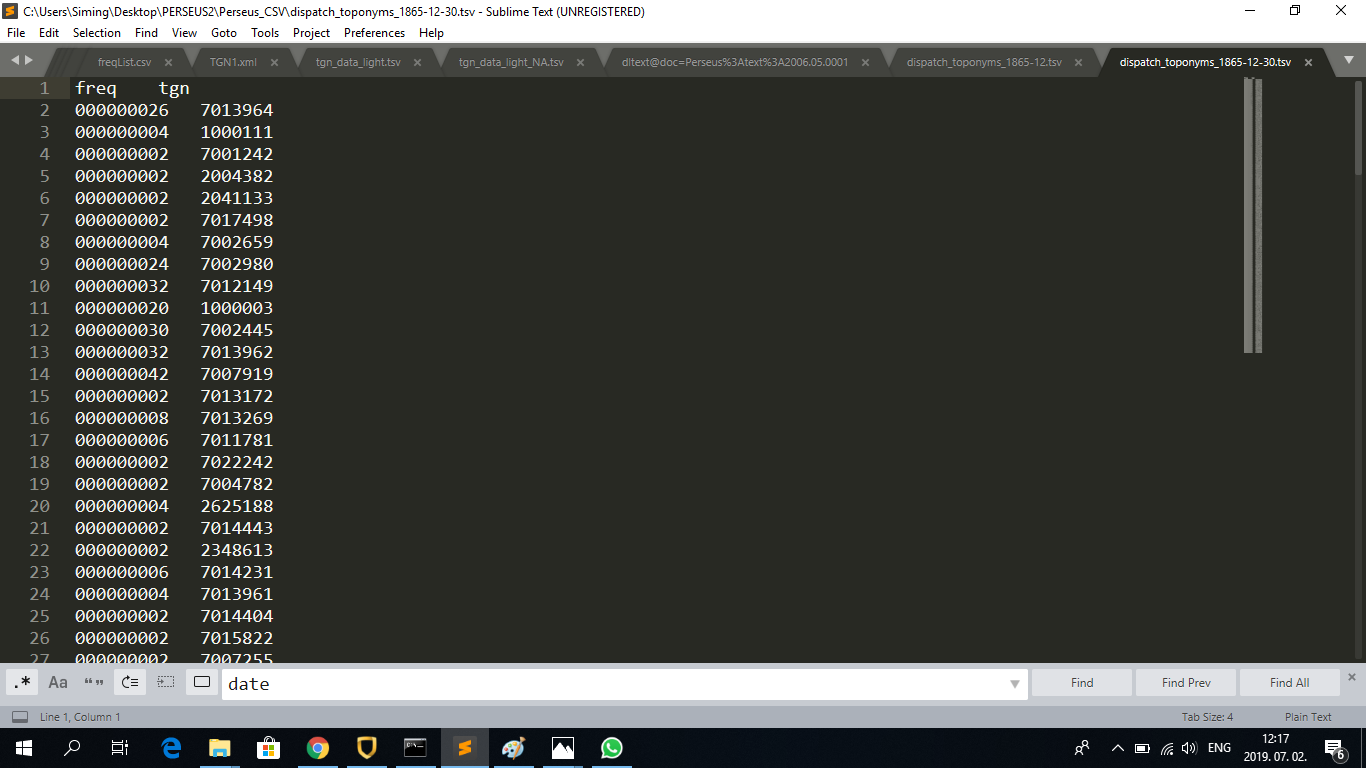 C:\Users\Siming\Desktop\PERSEUS2\Perseus_CSV\dispatch_toponyms_1865-12-30.tsv - Sublime Text (UNREGISTERED)
File Edit Selection Find View Goto Tools Project Preferences Help
freqList.csv TGN1.xml tgn_data_light.tsv tgn_data_light_NA.tsv dltext@doc=Perseus%3Atext%3A2006.05.0001 dispatch_toponyms_1865-12.tsv dispatch_toponyms_1865-12-30.tsv
1 freq tgn
2 000000026 7013964
3 000000004 1000111
4 000000002 7001242
5 000000002 2004382
6 000000002 2041133
7 000000002 7017498
8 000000004 7002659
9 000000024 7002980
10 000000032 7012149
11 000000020 1000003
12 000000030 7002445
13 000000032 7013962
14 000000042 7007919
15 000000002 7013172
16 000000008 7013269
17 000000006 7011781
18 000000002 7022242
19 000000002 7004782
20 000000004 2625188
21 000000002 7014443
22 000000002 2348613
23 000000006 7014231
24 000000004 7013961
25 000000002 7014404
26 000000002 7015822
27 000000002 7007255
.* Aa “” date Find Find Prev Find All
Line 1, Column 1 Tab Size: 4 Plain Text
ENG 12:17
2019. 07. 02. 6